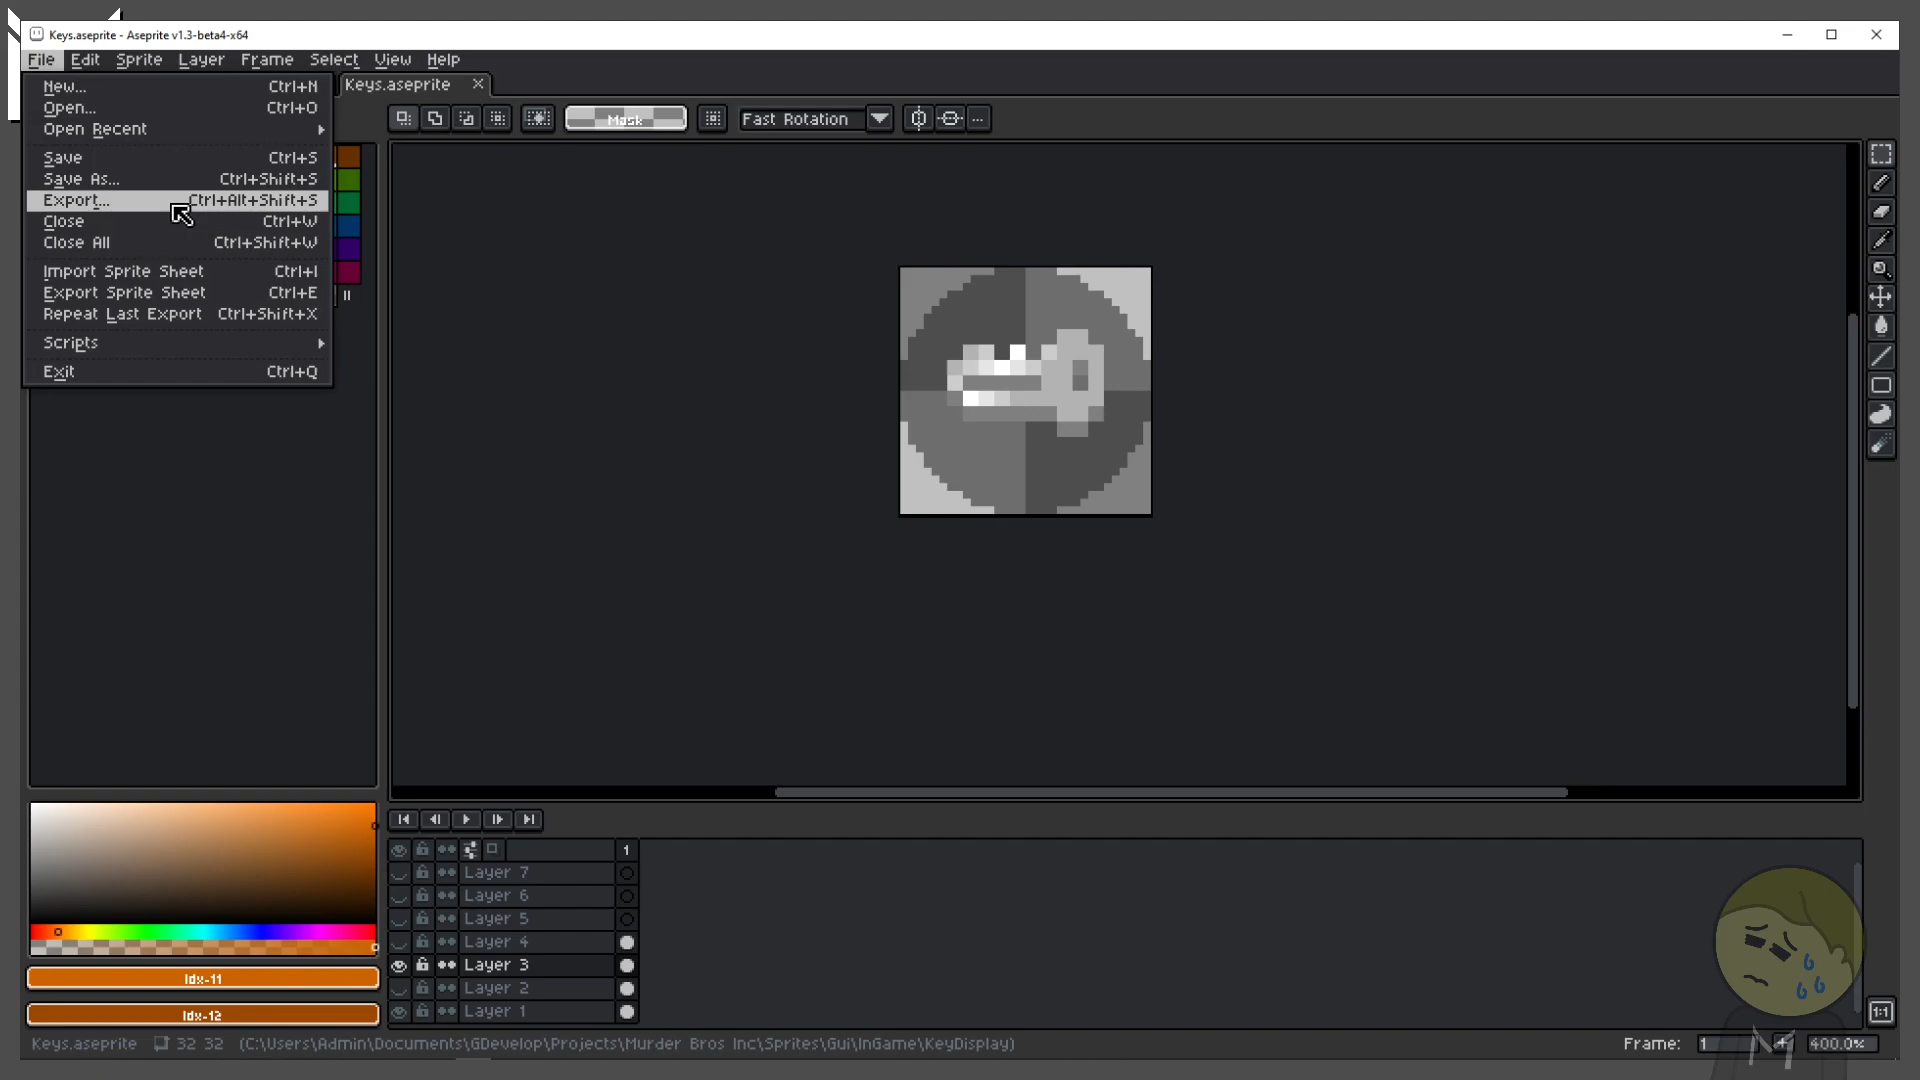 Keys.aseprite - Aseprite v1.3-beta4-x64
File Edit Sprite Layer Frame Select View Help
Keys.aseprite
New... Ctrl+N
Open... Ctrl+O
Open Recent
Save Ctrl+S
Save As... Ctrl+Shift+S
Export... Ctrl+Alt+Shift+S
Close Ctrl+W
Close All Ctrl+Shift+W
Import Sprite Sheet Ctrl+I
Export Sprite Sheet Ctrl+E
Repeat Last Export Ctrl+Shift+X
Scripts
Exit Ctrl+Q
Mask
Fast Rotation
1
Layer 7
Layer 6
Layer 5
Layer 4
Layer 3
Layer 2
Layer 1
Idx-11
Idx-12
1:1
Keys.aseprite 32 32 (C:\Users\Admin\Documents\GDevelop\Projects\Murder Bros Inc\Sprites\Gui\InGame\KeyDisplay)
Frame: 1 + 400.0%